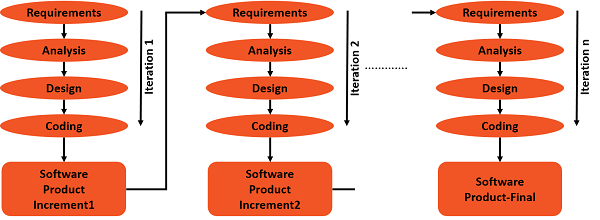 Requirements
Analysis
Design
Coding
Iteration 1
Software
Product
Increment1
Requirements
Analysis
Design
Coding
Iteration 2
Software
Product
Increment2
.............
Requirements
Analysis
Design
Coding
Iteration n
Software
Product-Final